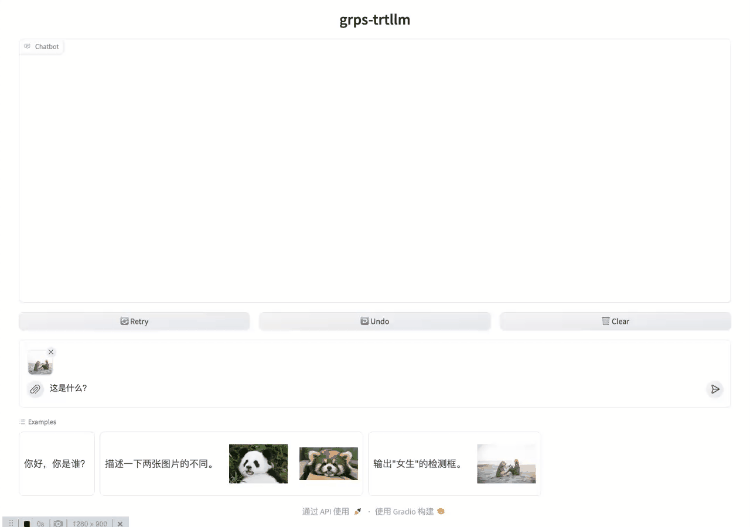 grps-trtllm
Chatbot
Retry
Undo
Clear
这是什么?
Examples
你好，你是谁?
描述一下两张图片的不同。
输出"女生"的检测框。
通过 API 使用 · 使用 Gradio 构建
0s 1280 × 900